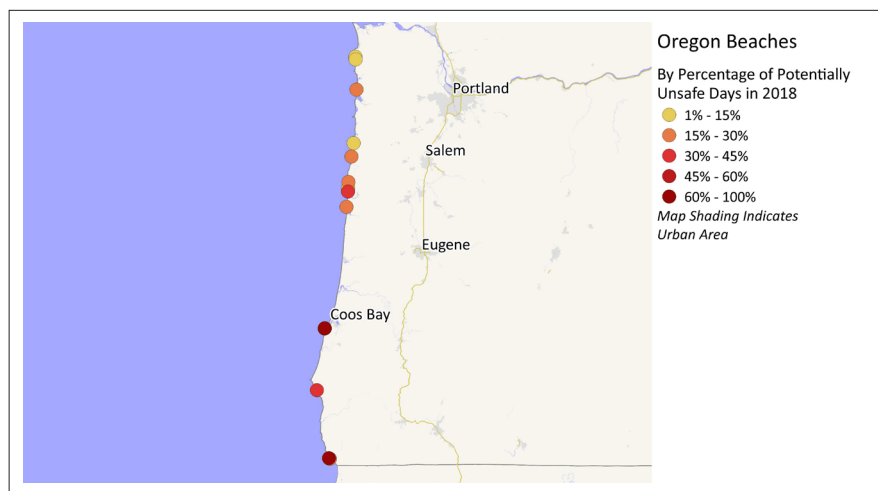 Oregon Beaches
By Percentage of Potentially
Unsafe Days in 2018
1% - 15%
15% - 30%
30% - 45%
45% - 60%
60% - 100%
Map Shading Indicates
Urban Area
Portland
Salem
Eugene
Coos Bay